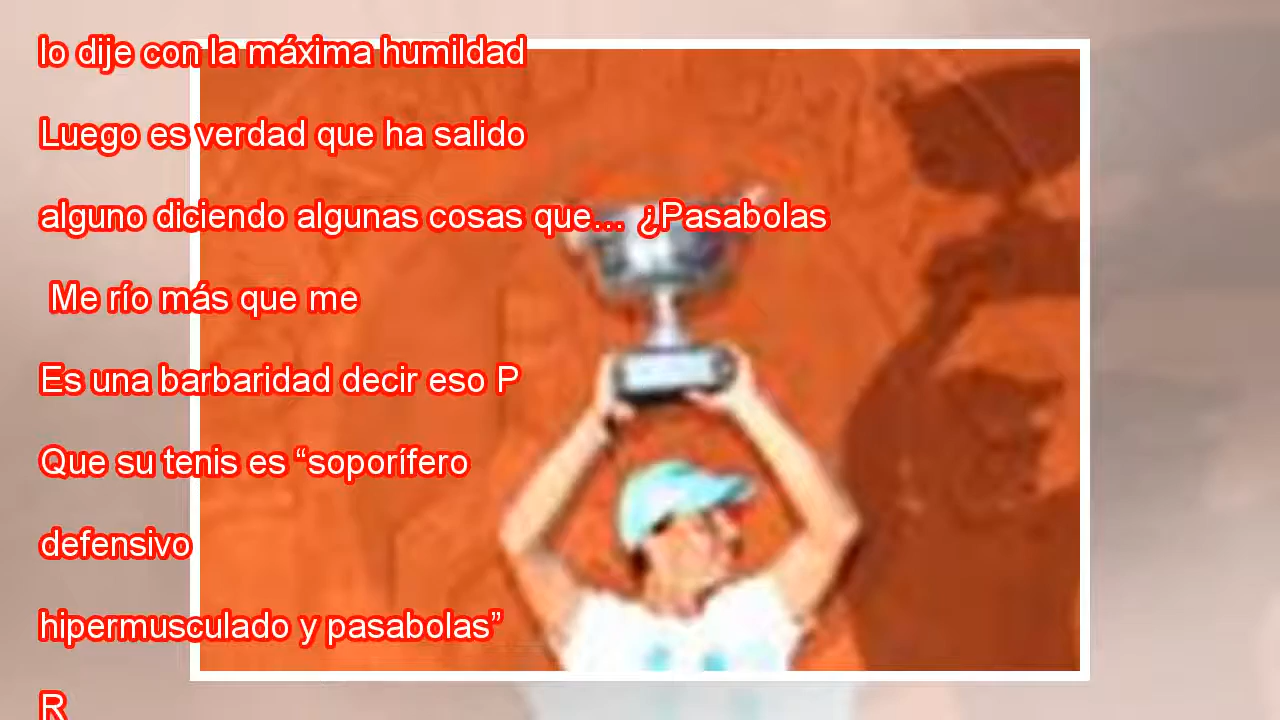 lo dije con la máxima humildad
Luego es verdad que ha salido
alguno diciendo algunas cosas que... ¿Pasabolas
Me río más que me
Es una barbaridad decir eso P
Que su tenis es “soporífero
defensivo
hipermusculado y pasabolas”
R